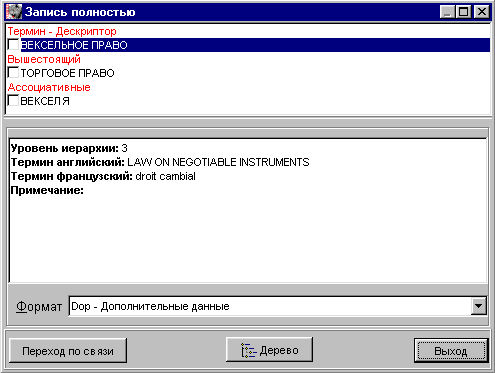 Запись полностью
Термин - Дескриптор
ВЕКСЕЛЬНОЕ ПРАВО
Вышестоящий
ТОРГОВОЕ ПРАВО
Ассоциативные
ВЕКСЕЛЯ
Уровень иерархии: 3
Термин английский: LAW ON NEGOTIABLE INSTRUMENTS
Термин французский: droit cambial
Примечание:
Формат Dop - Дополнительные данные
Переход по связи Дерево Выход